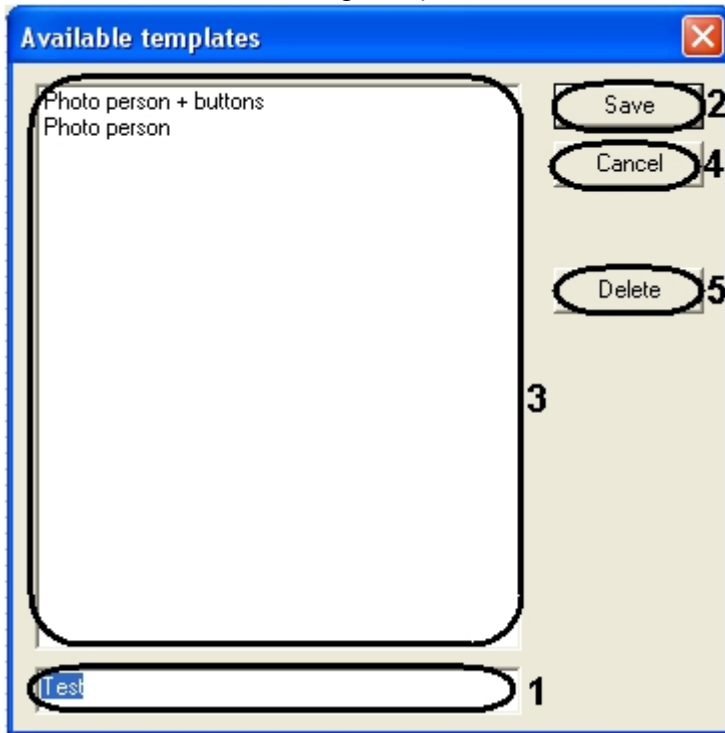 Available templates
Photo person + buttons
Photo person
Save 2
Cancel 4
Delete 5
3
Test 1